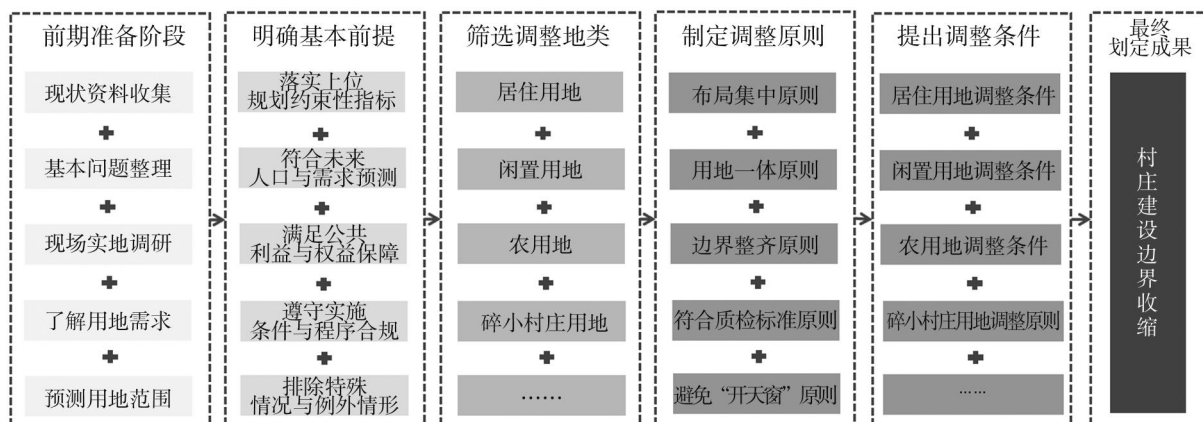 前期准备阶段
现状资料收集
基本问题整理
现场实地调研
了解用地需求
预测用地范围
明确基本前提
落实上位
规划约束性指标
符合未来
人口与需求预测
满足公共
利益与权益保障
遵守实施
条件与程序合规
排除特殊
情况与例外情形
筛选调整地类
居住用地
闲置用地
农用地
碎小村庄用地
……
制定调整原则
布局集中原则
用地一体原则
边界整齐原则
符合质检标准原则
避免“开天窗”原则
提出调整条件
居住用地调整条件
闲置用地调整条件
农用地调整条件
碎小村庄用地调整原则
……
最终
划定成果
村庄建设边界收缩